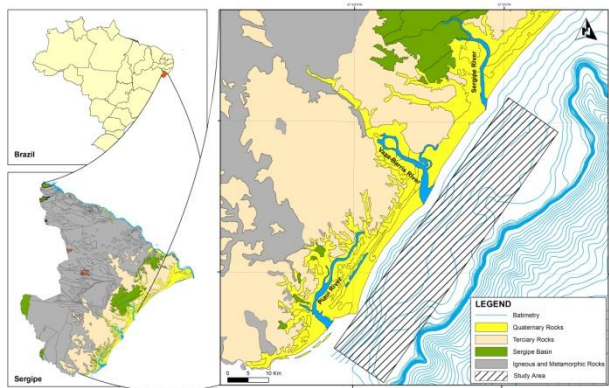 Brazil
Sergipe
Sergipe River
Vaza-Barris River
Piauí River
N
0 5 10 Km
LEGEND
Batimetry
Quaternary Rocks
Terciary Rocks
Sergipe Basin
Igneous and Metamorphic Rocks
Study Area